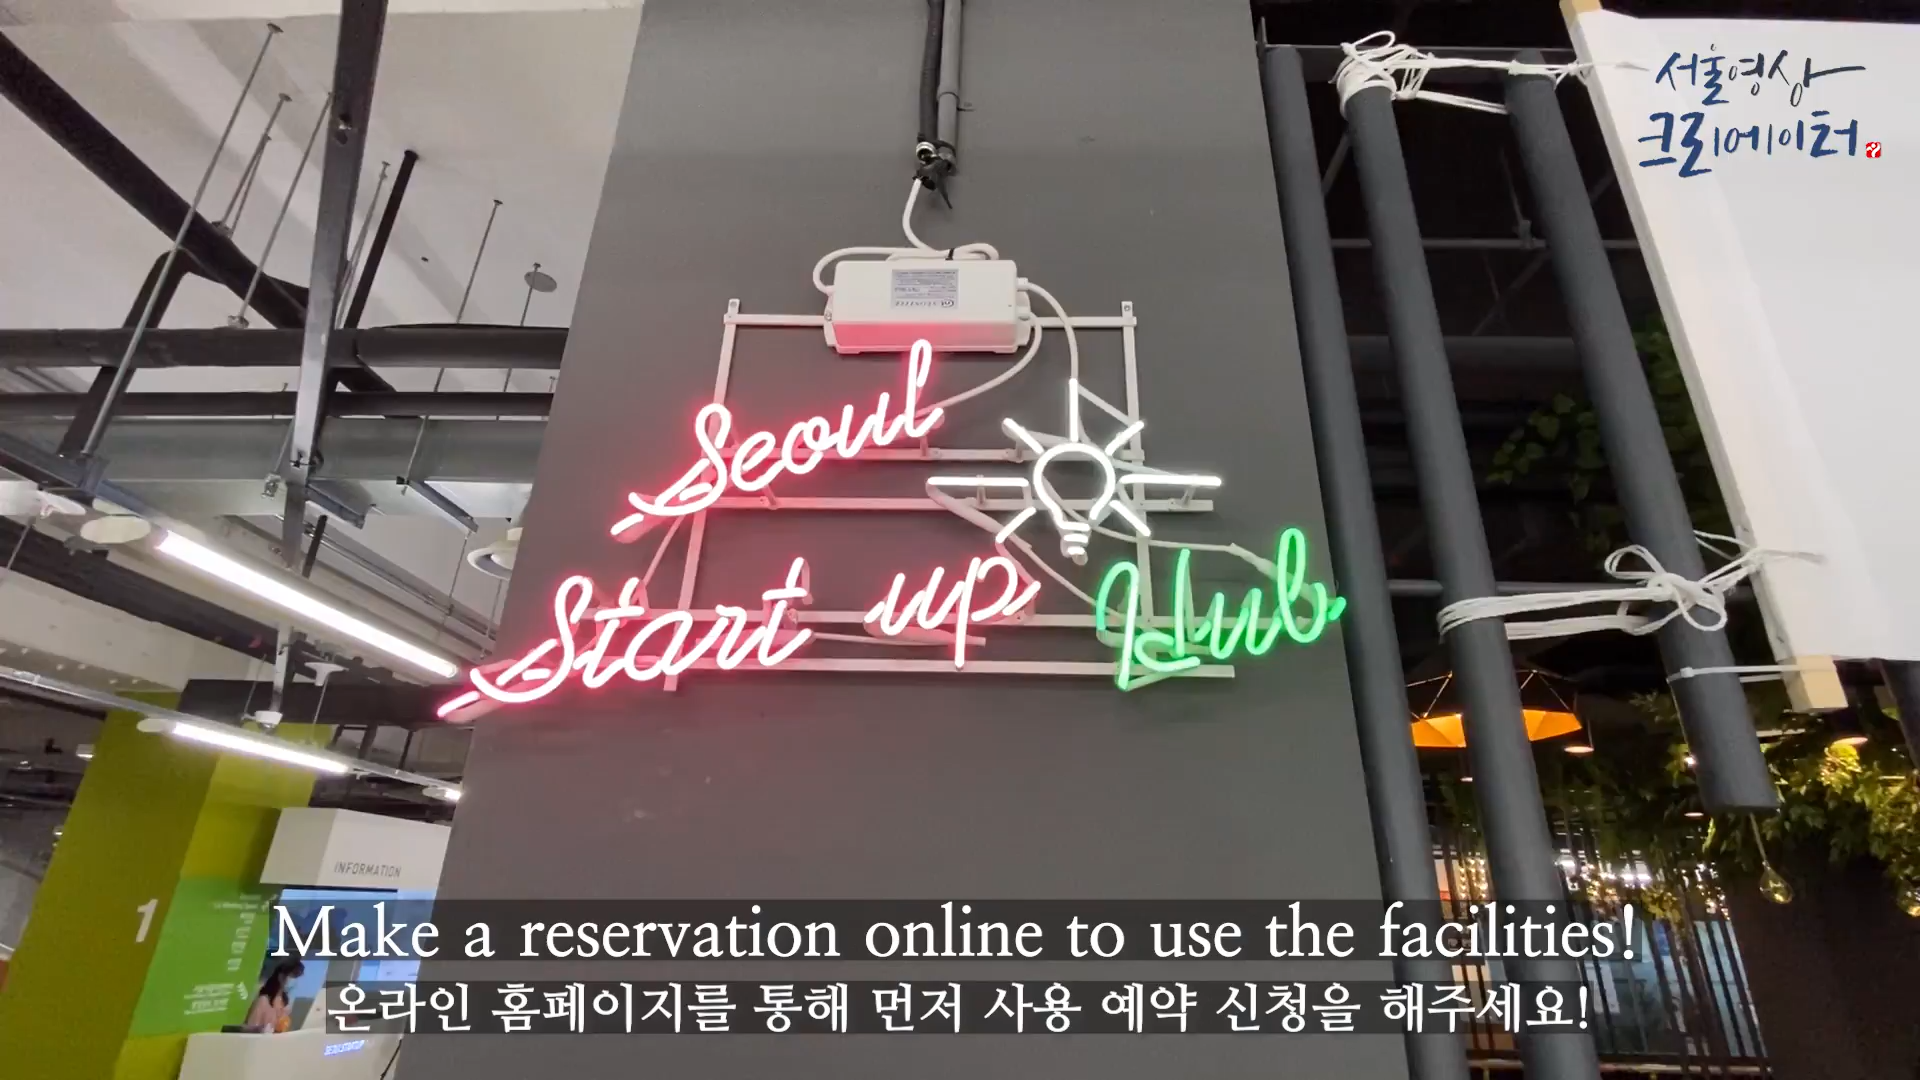 서울영상
크리에이터
Seoul
Start up Hub
INFORMATION
1
Make a reservation online to use the facilities!
온라인 홈페이지를 통해 먼저 사용 예약 신청을 해주세요!